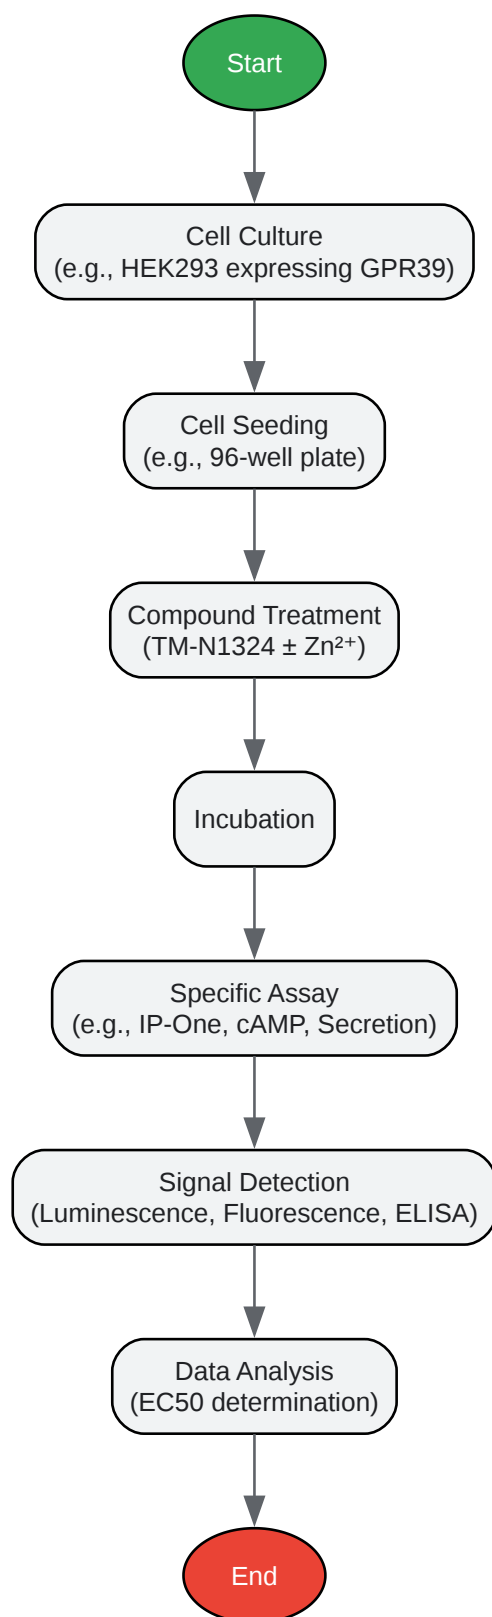 Start
Cell Culture
(e.g., HEK293 expressing GPR39)
Cell Seeding
(e.g., 96-well plate)
Compound Treatment
(TM-N1324 ± Zn²⁺)
Incubation
Specific Assay
(e.g., IP-One, cAMP, Secretion)
Signal Detection
(Luminescence, Fluorescence, ELISA)
Data Analysis
(EC50 determination)
End